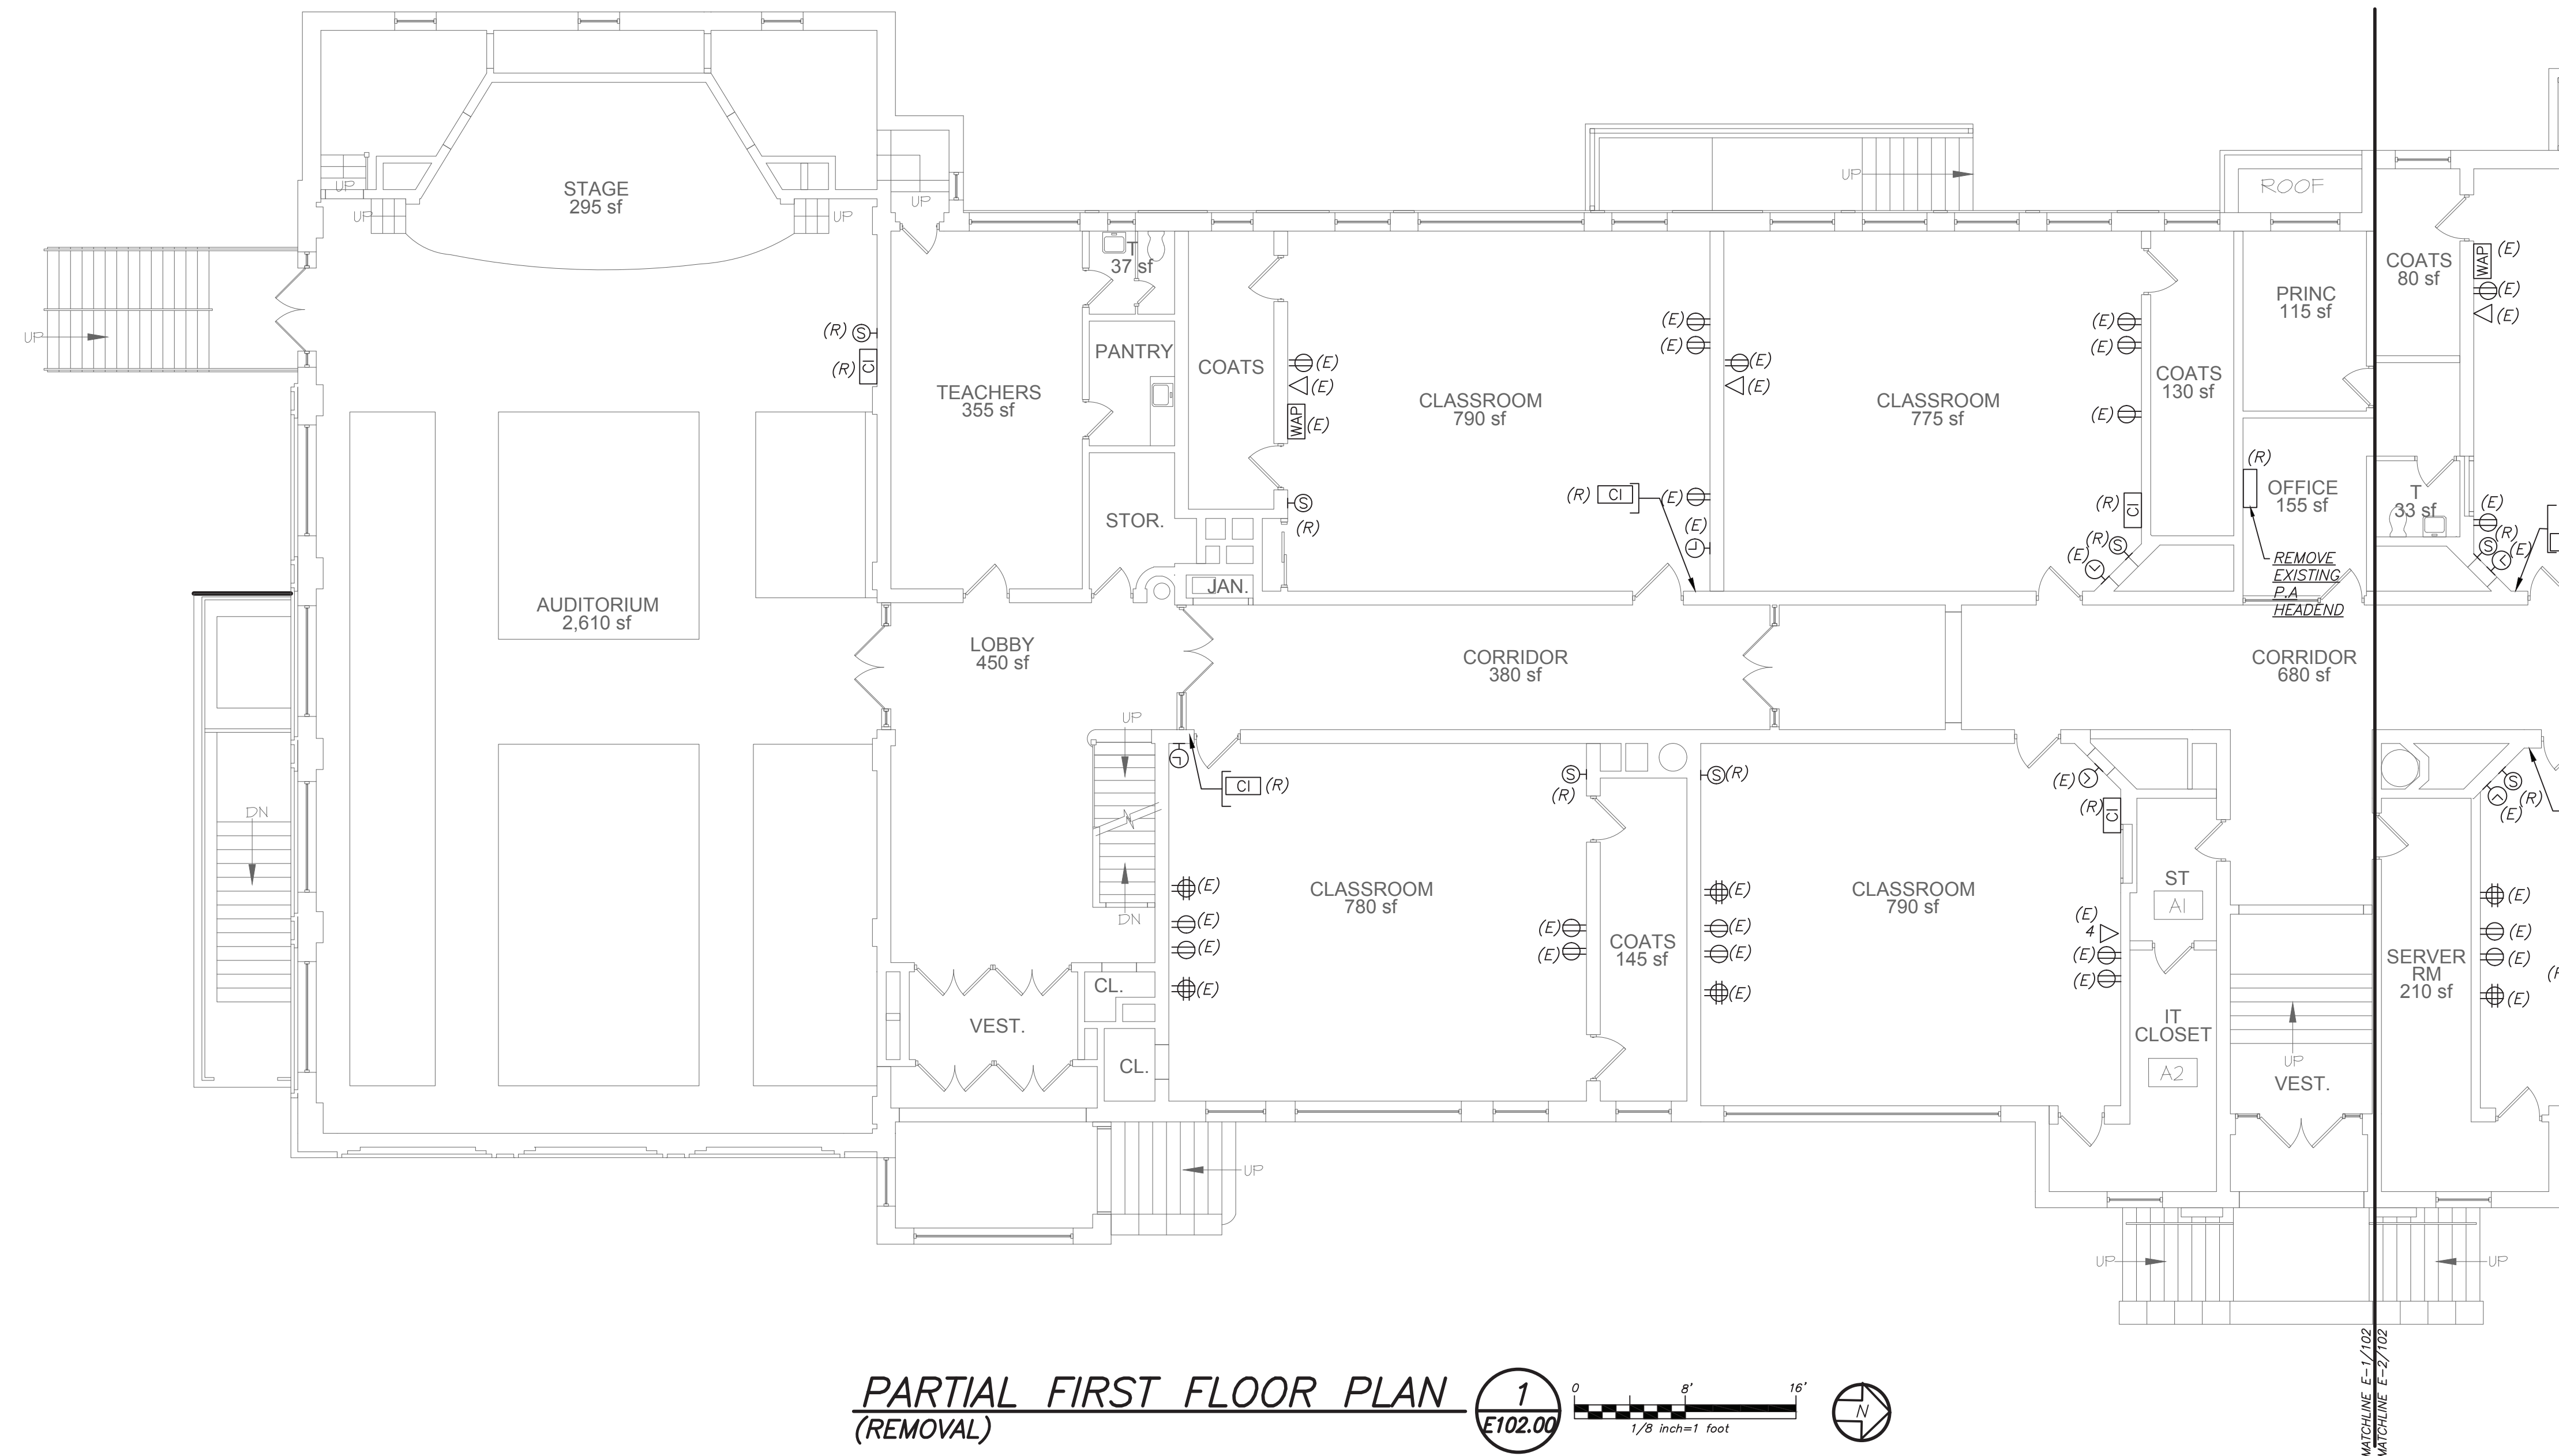 UP
STAGE
295 sf
UP
UP
UP
UP
(R) S
(R) CI
TEACHERS
355 sf
T
37 sf
PANTRY
STOR.
COATS
JAN.
(E)
(E)
WAP (E)
S
(R)
CLASSROOM
790 sf
(E)
(E)
(R) CI
(E)
(E)
UP
(E)
(E)
CLASSROOM
775 sf
(E)
(E)
(E)
(R) CI
(R) S
(E)
COATS
130 sf
ROOF
PRINC
115 sf
(R)
OFFICE
155 sf
REMOVE
EXISTING
P.A
HEADEND
COATS
80 sf
WAP (E)
(E)
(E)
T
33 sf
(E)
(R)
S
(E)
AUDITORIUM
2,610 sf
LOBBY
450 sf
CORRIDOR
380 sf
CORRIDOR
680 sf
DN
UP
DN
CL.
CL.
VEST.
CI (R)
(E)
(E)
(E)
(E)
CLASSROOM
780 sf
S
(R)
(E)
(E)
COATS
145 sf
S (R)
(E)
(E)
(E)
(E)
CLASSROOM
790 sf
(E)
(R) CI
(E)
4
(E)
(E)
ST
A1
IT
CLOSET
A2
UP
VEST.
SERVER
RM
210 sf
S
(R)
(E)
(E)
(E)
(E)
(E)
UP
UP
UP
PARTIAL FIRST FLOOR PLAN
(REMOVAL)
1
E102.00
0 8' 16'
1/8 inch=1 foot
N
MATCHLINE E-1/102
MATCHLINE E-2/102